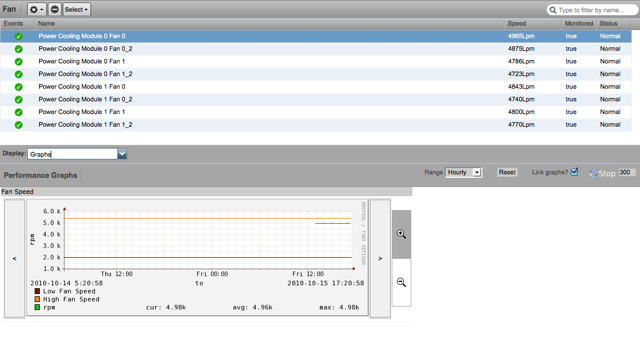 Fan Select Type to filter by name...
Events Name Speed Monitored Status
Power Cooling Module 0 Fan 0 4965Lpm true Normal
Power Cooling Module 0 Fan 0_2 4875Lpm true Normal
Power Cooling Module 0 Fan 1 4786Lpm true Normal
Power Cooling Module 0 Fan 1_2 4723Lpm true Normal
Power Cooling Module 1 Fan 0 4843Lpm true Normal
Power Cooling Module 1 Fan 0_2 4740Lpm true Normal
Power Cooling Module 1 Fan 1 4800Lpm true Normal
Power Cooling Module 1 Fan 1_2 4770Lpm true Normal
Display: Graphs
Performance Graphs Range Hourly Reset Link graphs? Stop 300
Fan Speed
6.0 k
5.0 k
4.0 k
3.0 k
2.0 k
1.0 k
rpm
RRDTOOL / TOBI OETIKER
Thu 12:00 Fri 00:00 Fri 12:00
2010-10-14 5:20:58 to 2010-10-15 17:20:58
Low Fan Speed
High Fan Speed
rpm cur: 4.98k avg: 4.96k max: 4.98k
< >